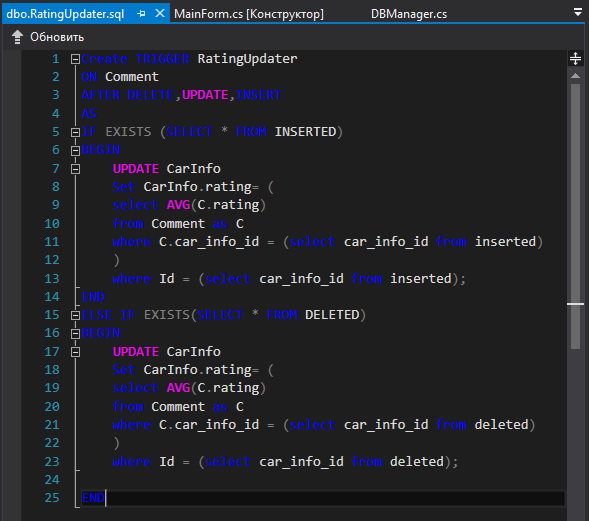 dbo.RatingUpdater.sql MainForm.cs [Конструктор] DBManager.cs
Обновить
1 Create TRIGGER RatingUpdater
2 ON Comment
3 AFTER DELETE,UPDATE,INSERT
4 AS
5 IF EXISTS (SELECT * FROM INSERTED)
6 BEGIN
7 UPDATE CarInfo
8 Set CarInfo.rating= (
9 select AVG(C.rating)
10 from Comment as C
11 where C.car_info_id = (select car_info_id from inserted)
12 )
13 where Id = (select car_info_id from inserted);
14 END
15 ELSE IF EXISTS(SELECT * FROM DELETED)
16 BEGIN
17 UPDATE CarInfo
18 Set CarInfo.rating= (
19 select AVG(C.rating)
20 from Comment as C
21 where C.car_info_id = (select car_info_id from deleted)
22 )
23 where Id = (select car_info_id from deleted);
24
25 END